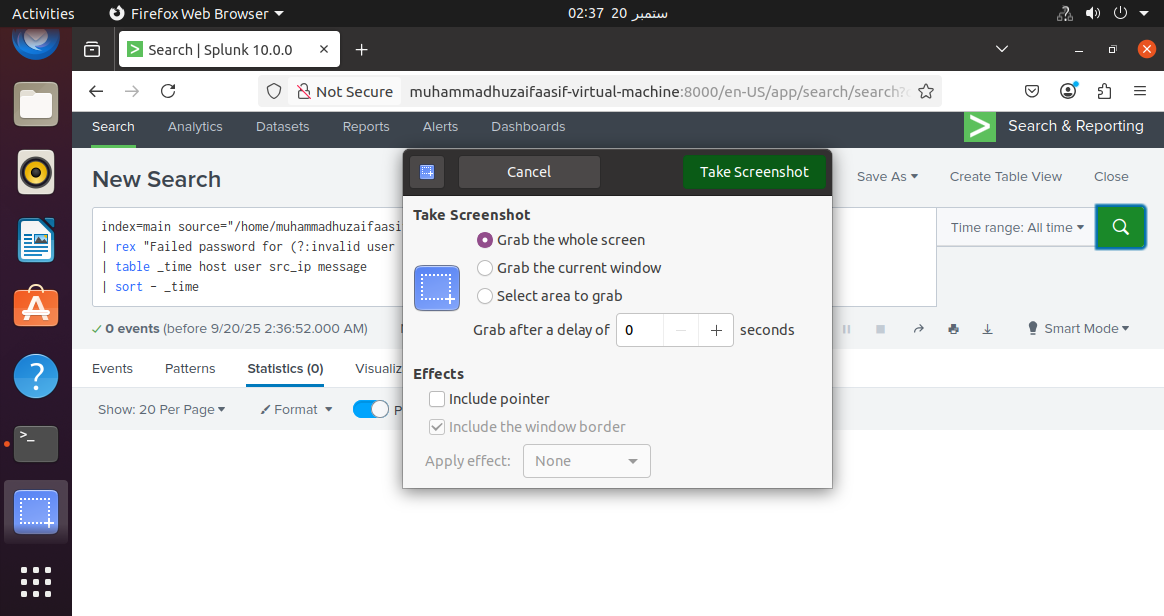 Activities
Firefox Web Browser
02:37 20 ستمبر
Search | Splunk 10.0.0
Not Secure
muhammadhuzaifaasif-virtual-machine:8000/en-US/app/search/search?
Search
Analytics
Datasets
Reports
Alerts
Dashboards
Search & Reporting
New Search
Save As
Create Table View
Close
index=main source="/home/muhammadhuzaifaasi
| rex "Failed password for (?:invalid user
| table _time host user src_ip message
| sort - _time
Time range: All time
0 events (before 9/20/25 2:36:52.000 AM)
Smart Mode
Events
Patterns
Statistics (0)
Visualiz
Show: 20 Per Page
Format
Cancel
Take Screenshot
Take Screenshot
Grab the whole screen
Grab the current window
Select area to grab
Grab after a delay of 0 − + seconds
Effects
Include pointer
Include the window border
Apply effect: None